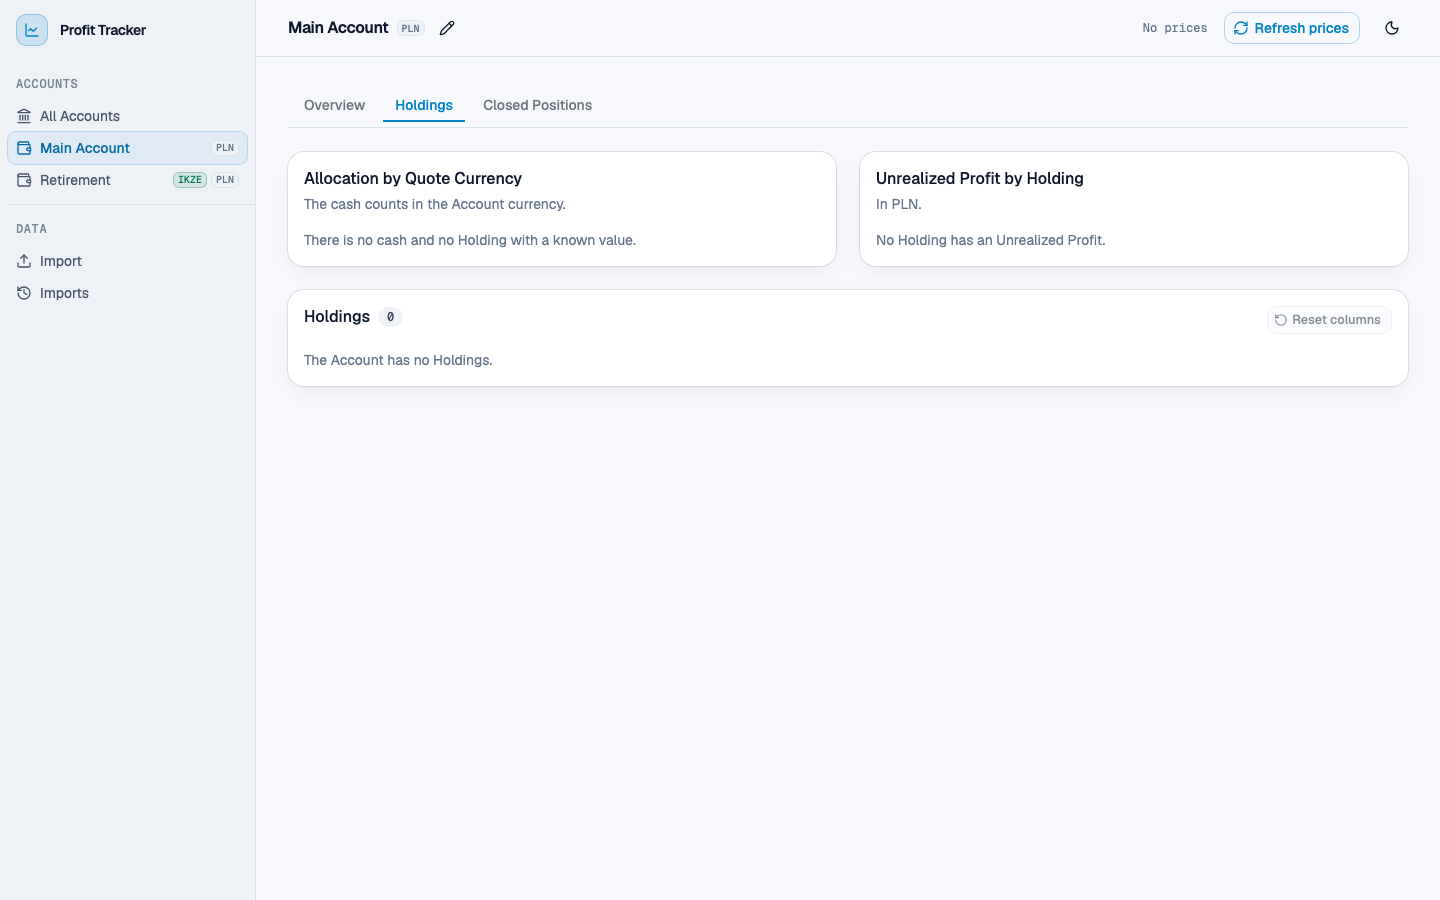 Profit Tracker
ACCOUNTS
All Accounts
Main Account PLN
Retirement IKZE PLN
DATA
Import
Imports
Main Account PLN
No prices
Refresh prices
Overview
Holdings
Closed Positions
Allocation by Quote Currency
The cash counts in the Account currency.
There is no cash and no Holding with a known value.
Unrealized Profit by Holding
In PLN.
No Holding has an Unrealized Profit.
Holdings 0
Reset columns
The Account has no Holdings.